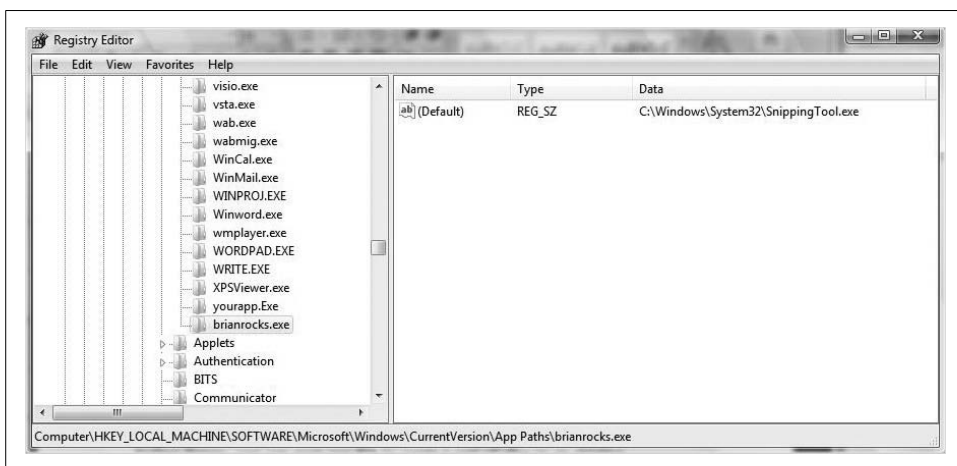 Registry Editor
File Edit View Favorites Help
visio.exe
vsta.exe
wab.exe
wabmig.exe
WinCal.exe
WinMail.exe
WINPROJ.EXE
Winword.exe
wmplayer.exe
WORDPAD.EXE
WRITE.EXE
XPSViewer.exe
yourapp.Exe
brianrocks.exe
Applets
Authentication
BITS
Communicator
Name Type Data
ab (Default) REG_SZ C:\Windows\System32\SnippingTool.exe
Computer\HKEY_LOCAL_MACHINE\SOFTWARE\Microsoft\Windows\CurrentVersion\App Paths\brianrocks.exe